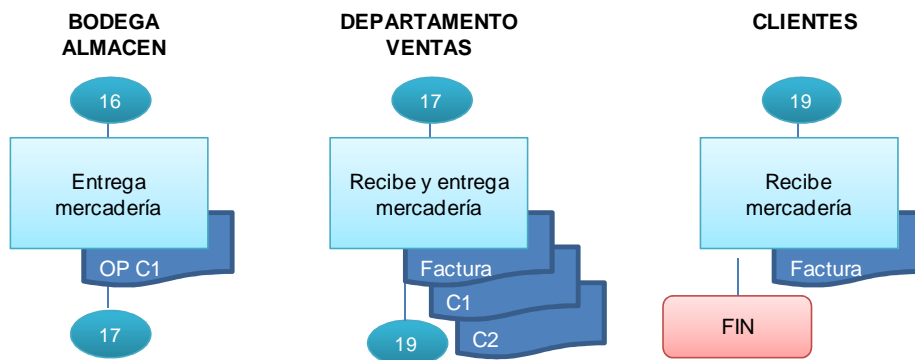 BODEGA
ALMACEN
16
Entrega
mercadería
OP C1
17
DEPARTAMENTO
VENTAS
17
Recibe y entrega
mercadería
Factura
C1
C2
19
CLIENTES
19
Recibe
mercadería
Factura
FIN